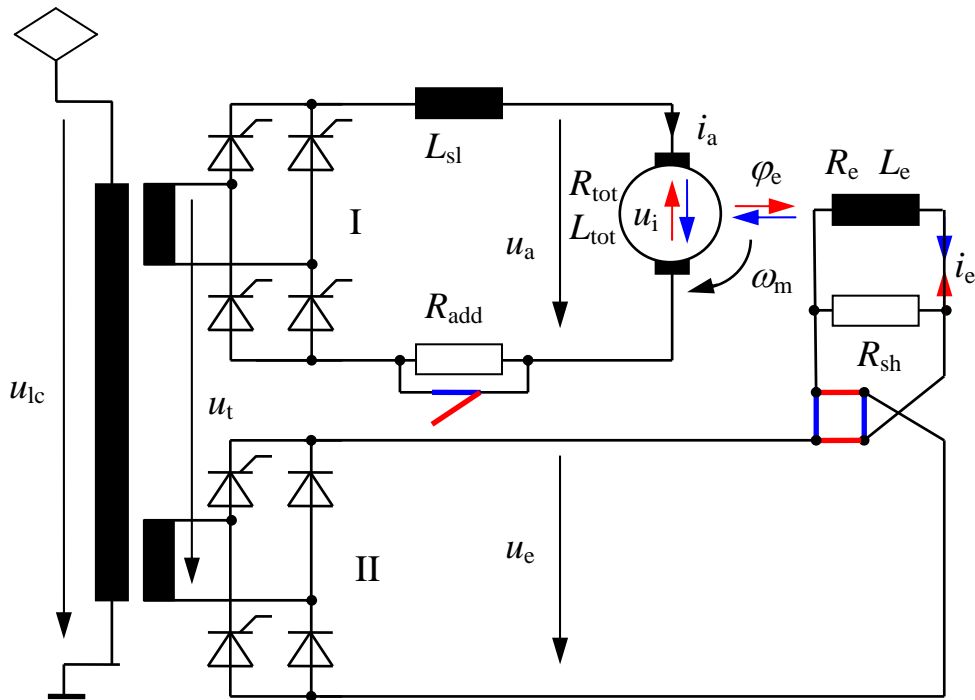 L_sl
i_a
R_tot
L_tot
u_i
φ_e
R_e L_e
I
u_a
ω_m
i_e
R_add
R_sh
u_lc
u_t
II
u_e